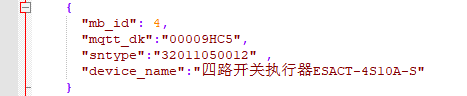 {
"mb_id": 4,
"mqtt_dk":"00009HC5",
"sntype":"32011050012" ,
"device_name":"四路开关执行器ESACT-4S10A-S"
}